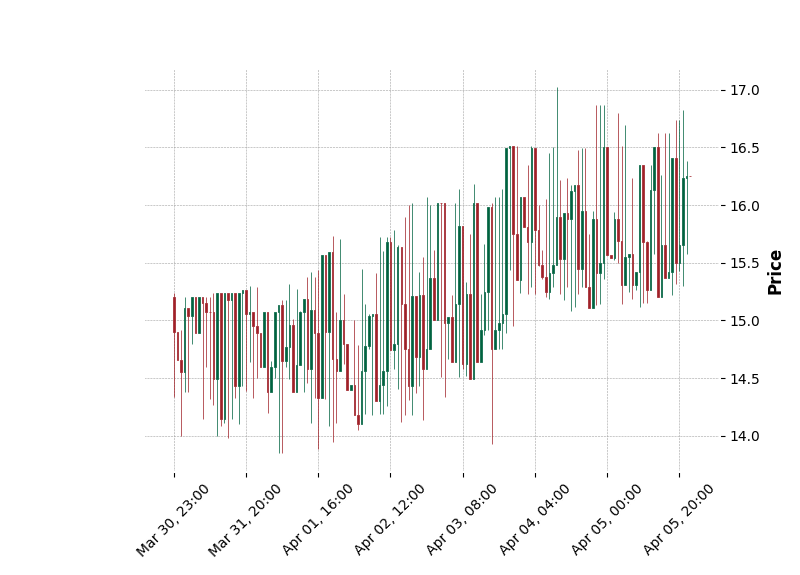 17.0
16.5
16.0
15.5
15.0
14.5
14.0
Price
Mar 30, 23:00
Mar 31, 20:00
Apr 01, 16:00
Apr 02, 12:00
Apr 03, 08:00
Apr 04, 04:00
Apr 05, 00:00
Apr 05, 20:00